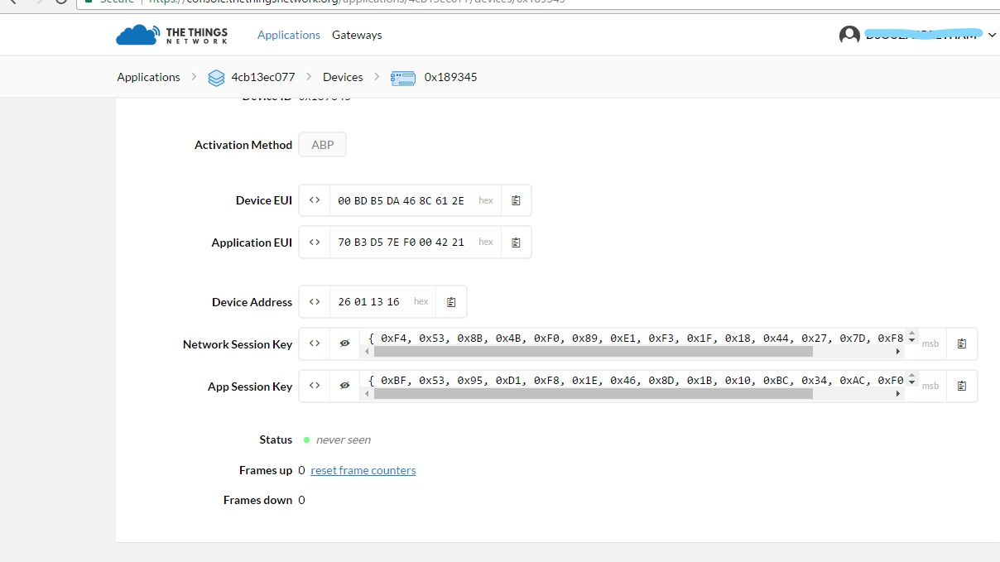 Secure https://console.thethingsnetwork.org/applications/4cb13ec077/devices/0x189345
THE THINGS
NETWORK
Applications Gateways
Applications 4cb13ec077 Devices 0x189345
Device ID 0x189345
Activation Method ABP
Device EUI <> 00 BD B5 DA 46 8C 61 2E hex
Application EUI <> 70 B3 D5 7E F0 00 42 21 hex
Device Address <> 26 01 13 16 hex
Network Session Key <> { 0xF4, 0x53, 0x8B, 0x4B, 0xF0, 0x89, 0xE1, 0xF3, 0x1F, 0x18, 0x44, 0x27, 0x7D, 0xF8 msb
App Session Key <> { 0xBF, 0x53, 0x95, 0xD1, 0xF8, 0x1E, 0x46, 0x8D, 0x1B, 0x10, 0xBC, 0x34, 0xAC, 0xF0 msb
Status never seen
Frames up 0 reset frame counters
Frames down 0